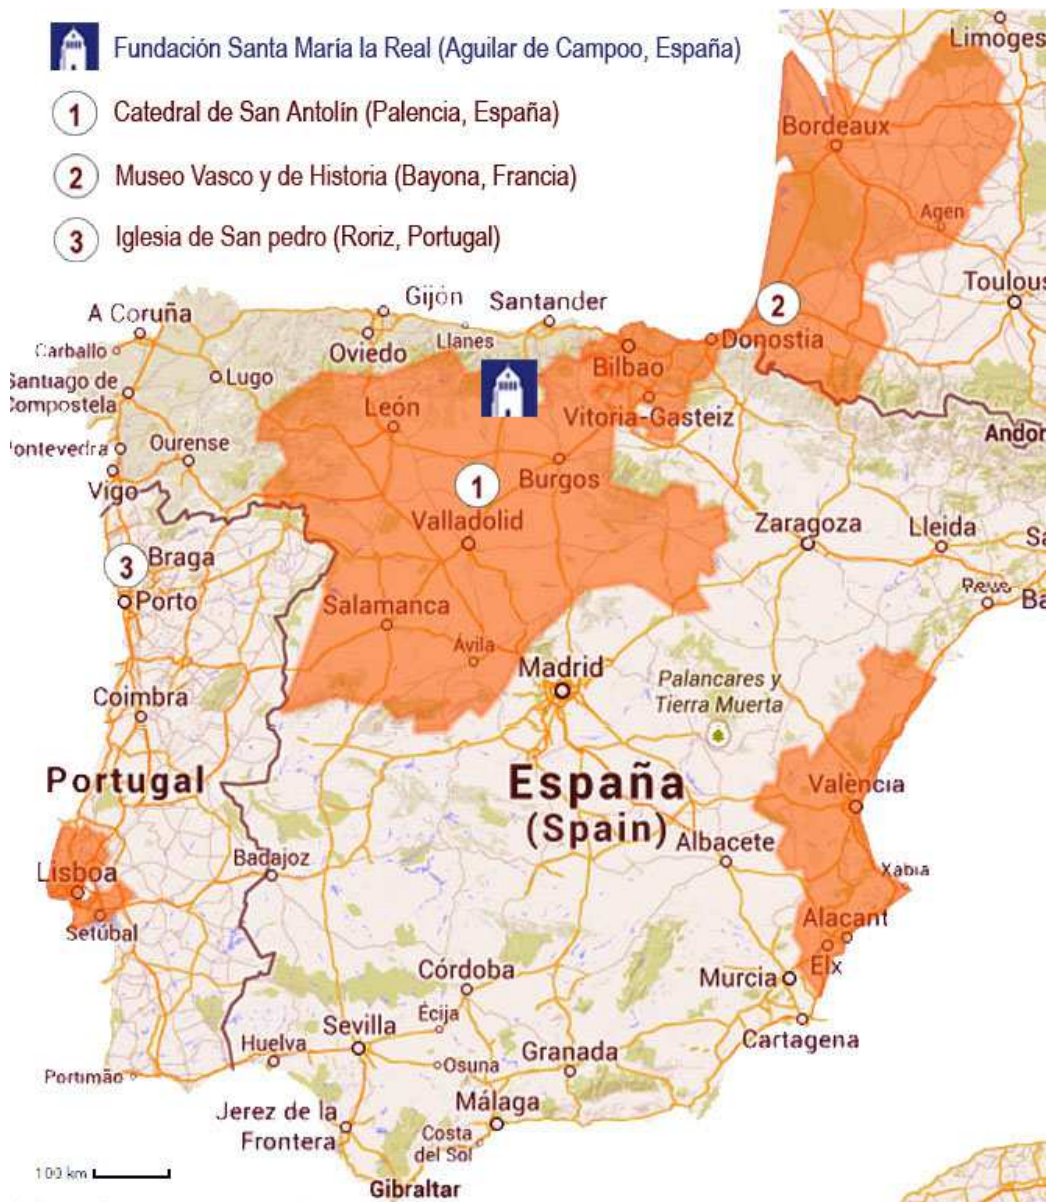 Fundación Santa María la Real (Aguilar de Campoo, España)
1 Catedral de San Antolín (Palencia, España)
2 Museo Vasco y de Historia (Bayona, Francia)
3 Iglesia de San pedro (Roriz, Portugal)
Limoges
Bordeaux
Agen
Toulous
Gijón
Santander
A Coruña
2
Oviedo
Llanes
Donostia
Carballo
Bilbao
Lugo
Santiago de
Compostela
León
Vitoria-Gasteiz
Andor
Pontevedra
Ourense
Burgos
Vigo
1
Valladolid
Zaragoza
Lleida
Sa
3
Braga
Reus
Ba
Porto
Salamanca
Ávila
Madrid
Palancares y
Tierra Muerta
Coimbra
Portugal
España
(Spain)
València
Albacete
Lisboa
Badajoz
Xàbia
Setúbal
Alacant
Elx
Córdoba
Murcia
Écija
Sevilla
Cartagena
Huelva
Osuna
Granada
Portimão
Málaga
Jerez de la
Frontera
Costa
del Sol
100 km
Gibraltar